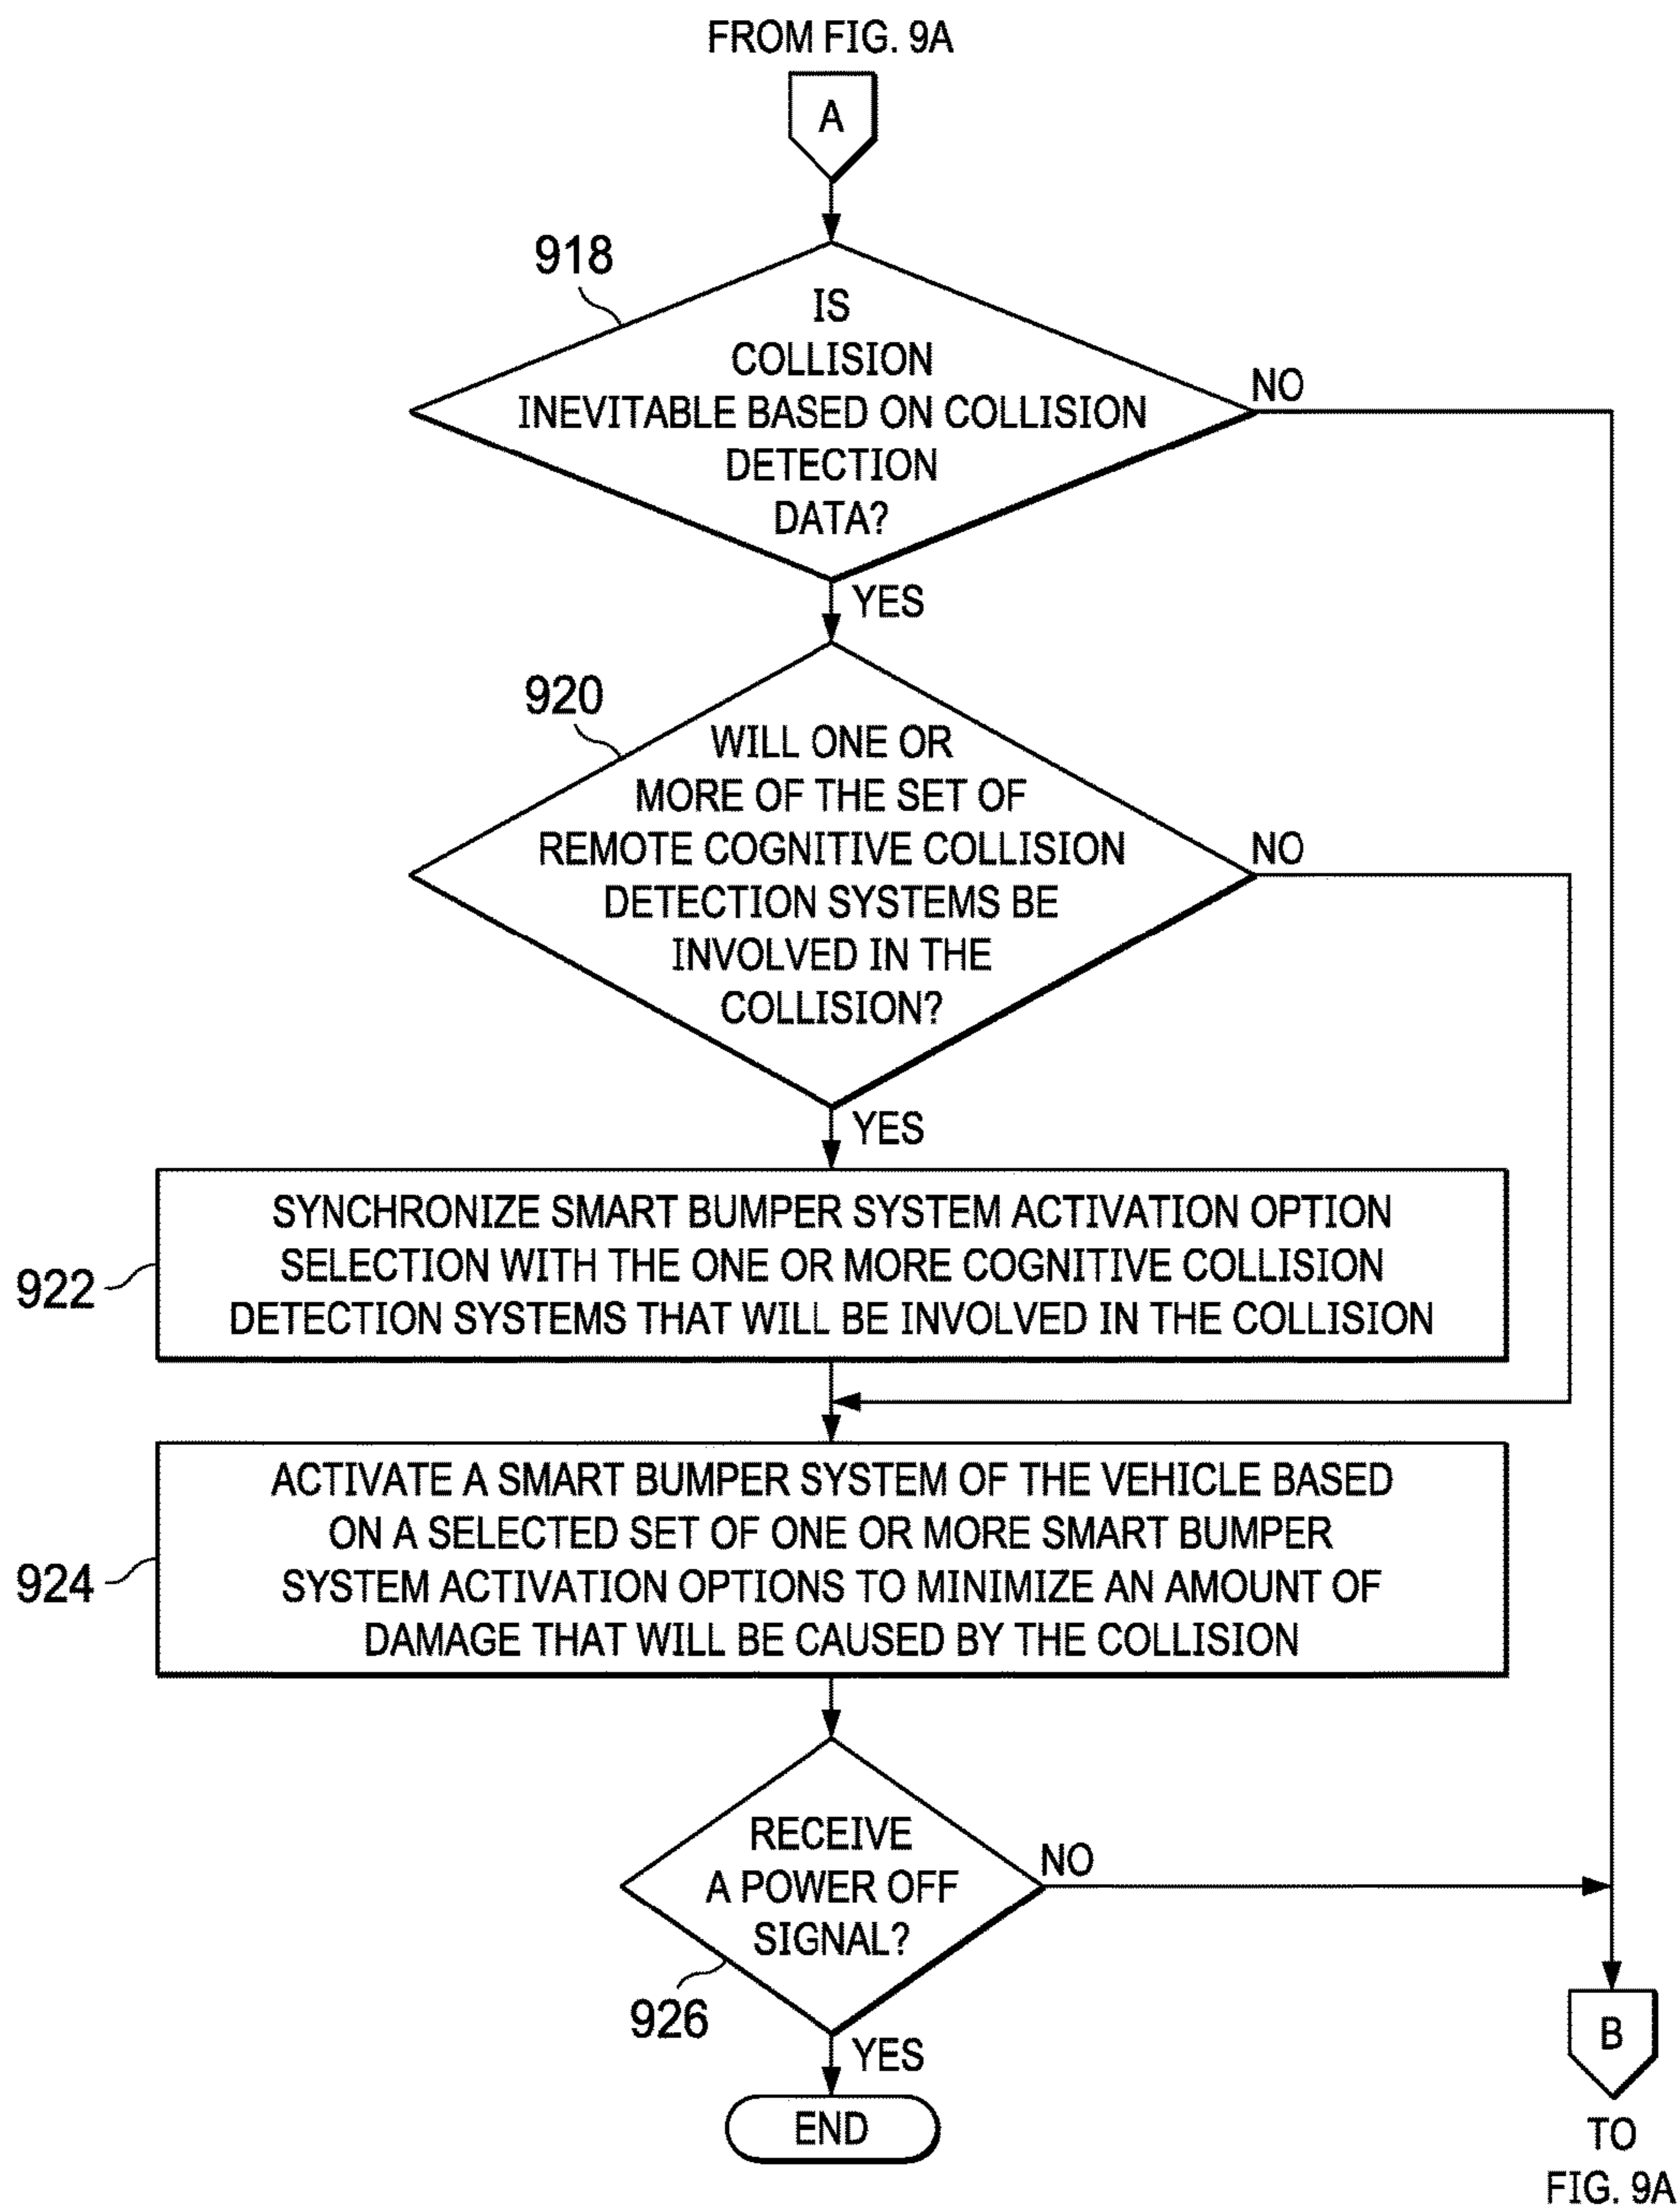 FROM FIG. 9A
A
918
IS
COLLISION
INEVITABLE BASED ON COLLISION
DETECTION
DATA?
NO
YES
920
WILL ONE OR
MORE OF THE SET OF
REMOTE COGNITIVE COLLISION
DETECTION SYSTEMS BE
INVOLVED IN THE
COLLISION?
NO
YES
922
SYNCHRONIZE SMART BUMPER SYSTEM ACTIVATION OPTION
SELECTION WITH THE ONE OR MORE COGNITIVE COLLISION
DETECTION SYSTEMS THAT WILL BE INVOLVED IN THE COLLISION
924
ACTIVATE A SMART BUMPER SYSTEM OF THE VEHICLE BASED
ON A SELECTED SET OF ONE OR MORE SMART BUMPER
SYSTEM ACTIVATION OPTIONS TO MINIMIZE AN AMOUNT OF
DAMAGE THAT WILL BE CAUSED BY THE COLLISION
RECEIVE
A POWER OFF
SIGNAL?
NO
926
YES
END
B
TO
FIG. 9A